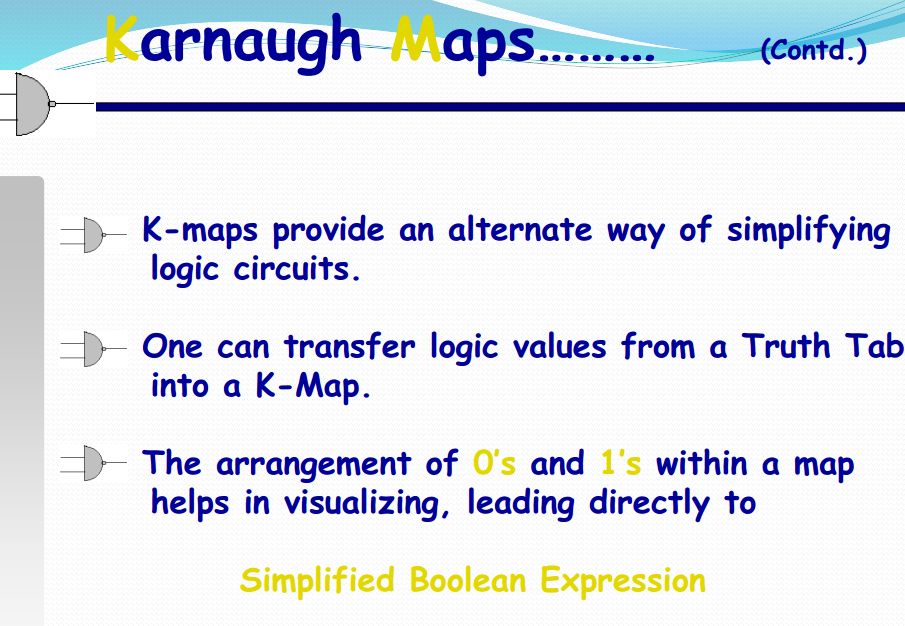 Karnaugh Maps......... (Contd.)
K-maps provide an alternate way of simplifying
logic circuits.
One can transfer logic values from a Truth Tab
into a K-Map.
The arrangement of 0's and 1's within a map
helps in visualizing, leading directly to
Simplified Boolean Expression